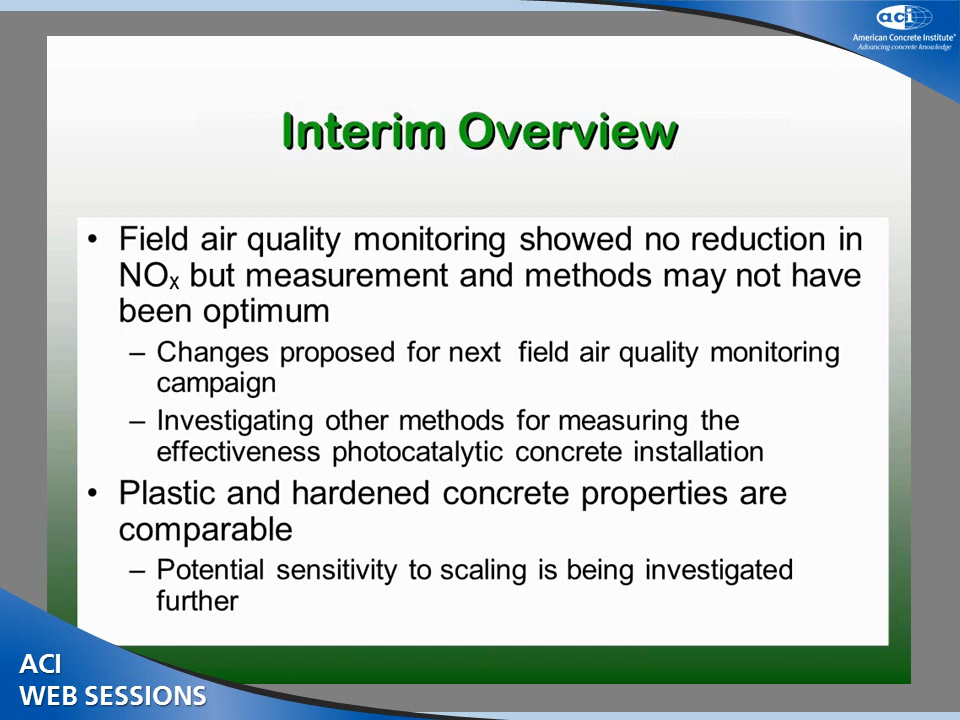 aci
American Concrete Institute®
Advancing concrete knowledge
Interim Overview
• Field air quality monitoring showed no reduction in
NOₓ but measurement and methods may not have
been optimum
– Changes proposed for next field air quality monitoring
campaign
– Investigating other methods for measuring the
effectiveness photocatalytic concrete installation
• Plastic and hardened concrete properties are
comparable
– Potential sensitivity to scaling is being investigated
further
ACI
WEB SESSIONS